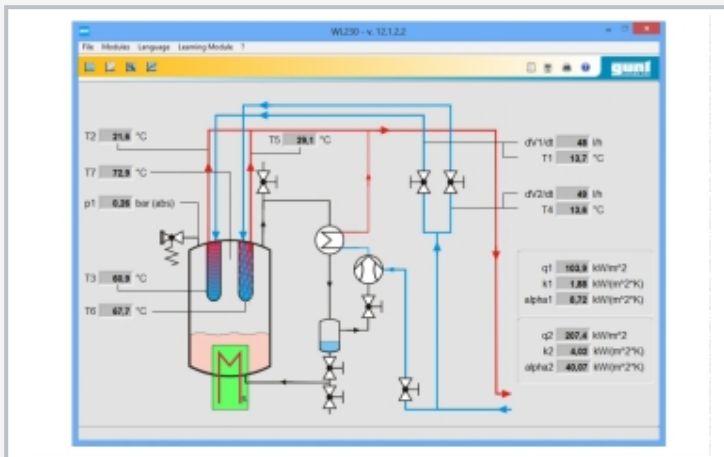 WL230 - v. 12.1.2.2
File Modules Language Learning Module ?
gunt
T2 21,6 °C
T5 29,1 °C
dV1/dt 48 l/h
T1 13,7 °C
T7 72,9 °C
p1 0,35 bar (abs)
dV2/dt 49 l/h
T4 13,6 °C
T3 60,9 °C
T6 67,7 °C
q1 103,9 kW/m^2
k1 1,88 kW/(m^2*K)
alpha1 8,72 kW/(m^2*K)
q2 207,4 kW/m^2
k2 4,02 kW/(m^2*K)
alpha2 40,07 kW/(m^2*K)